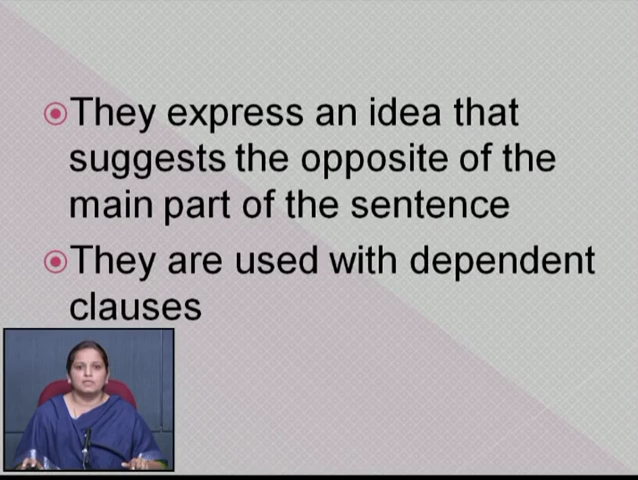 They express an idea that
suggests the opposite of the
main part of the sentence
They are used with dependent
clauses